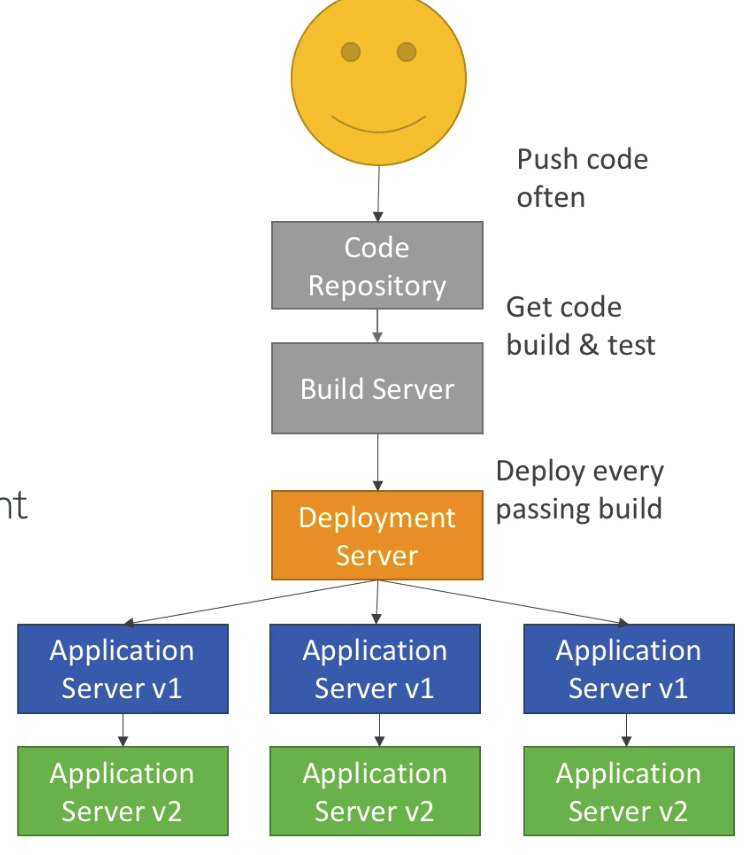 Push code
often
Code
Repository
Get code
build & test
Build Server
Deploy every
passing build
nt
Deployment
Server
Application
Server v1
Application
Server v1
Application
Server v1
Application
Server v2
Application
Server v2
Application
Server v2